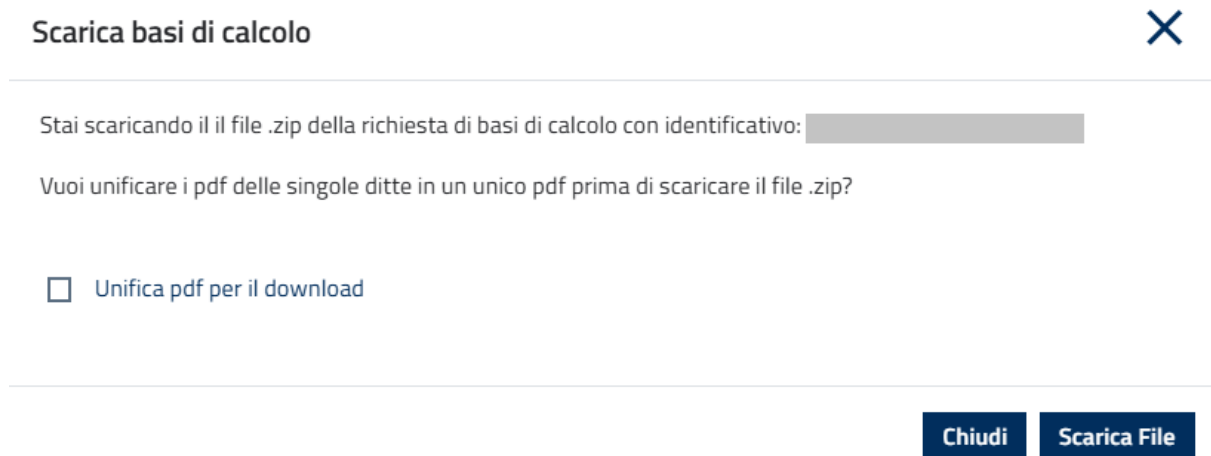 Scarica basi di calcolo
Stai scaricando il il file .zip della richiesta di basi di calcolo con identificativo:
Vuoi unificare i pdf delle singole ditte in un unico pdf prima di scaricare il file .zip?
Unifica pdf per il download
Chiudi
Scarica File